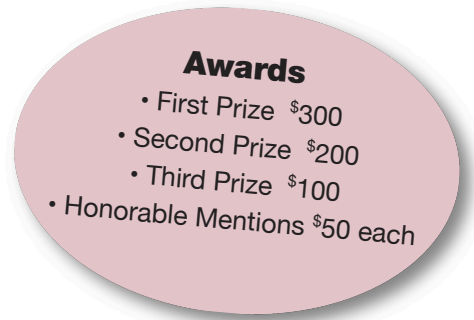 Awards
• First Prize $300
• Second Prize $200
• Third Prize $100
• Honorable Mentions $50 each